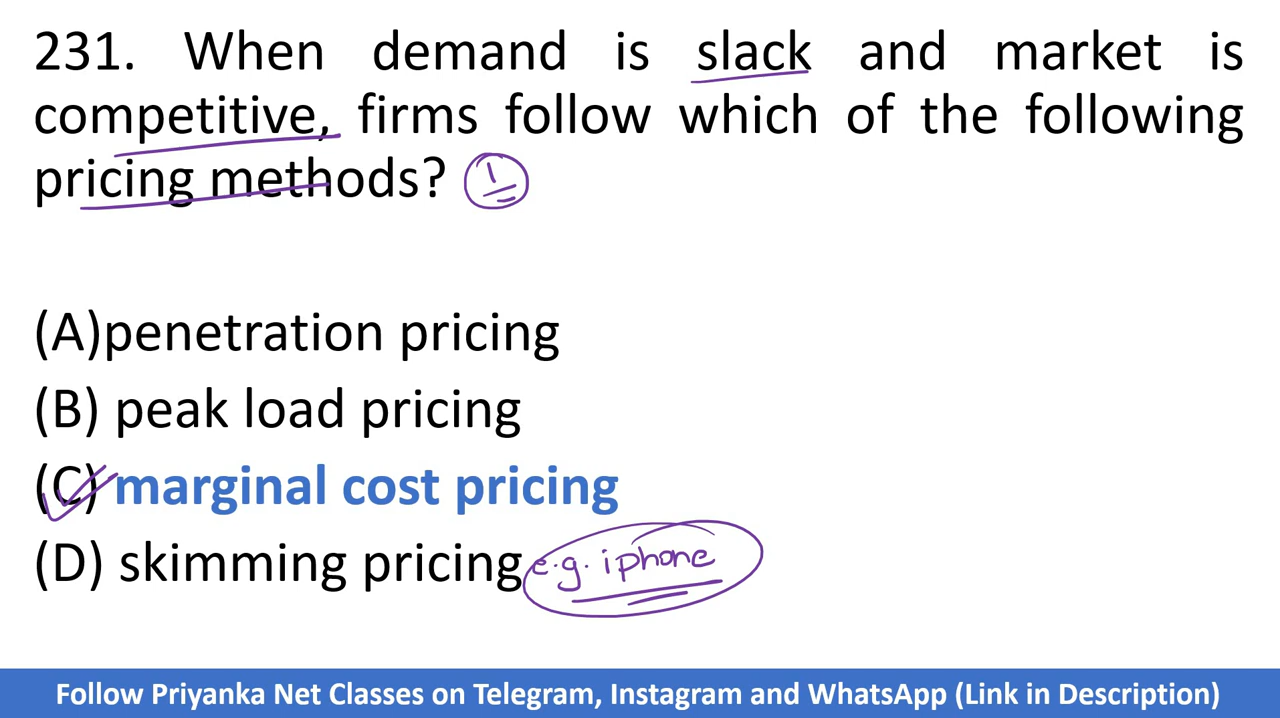 231. When demand is slack and market is
competitive, firms follow which of the following
pricing methods? 1
(A)penetration pricing
(B) peak load pricing
(C) marginal cost pricing
(D) skimming pricing e.g. iphone
Follow Priyanka Net Classes on Telegram, Instagram and WhatsApp (Link in Description)